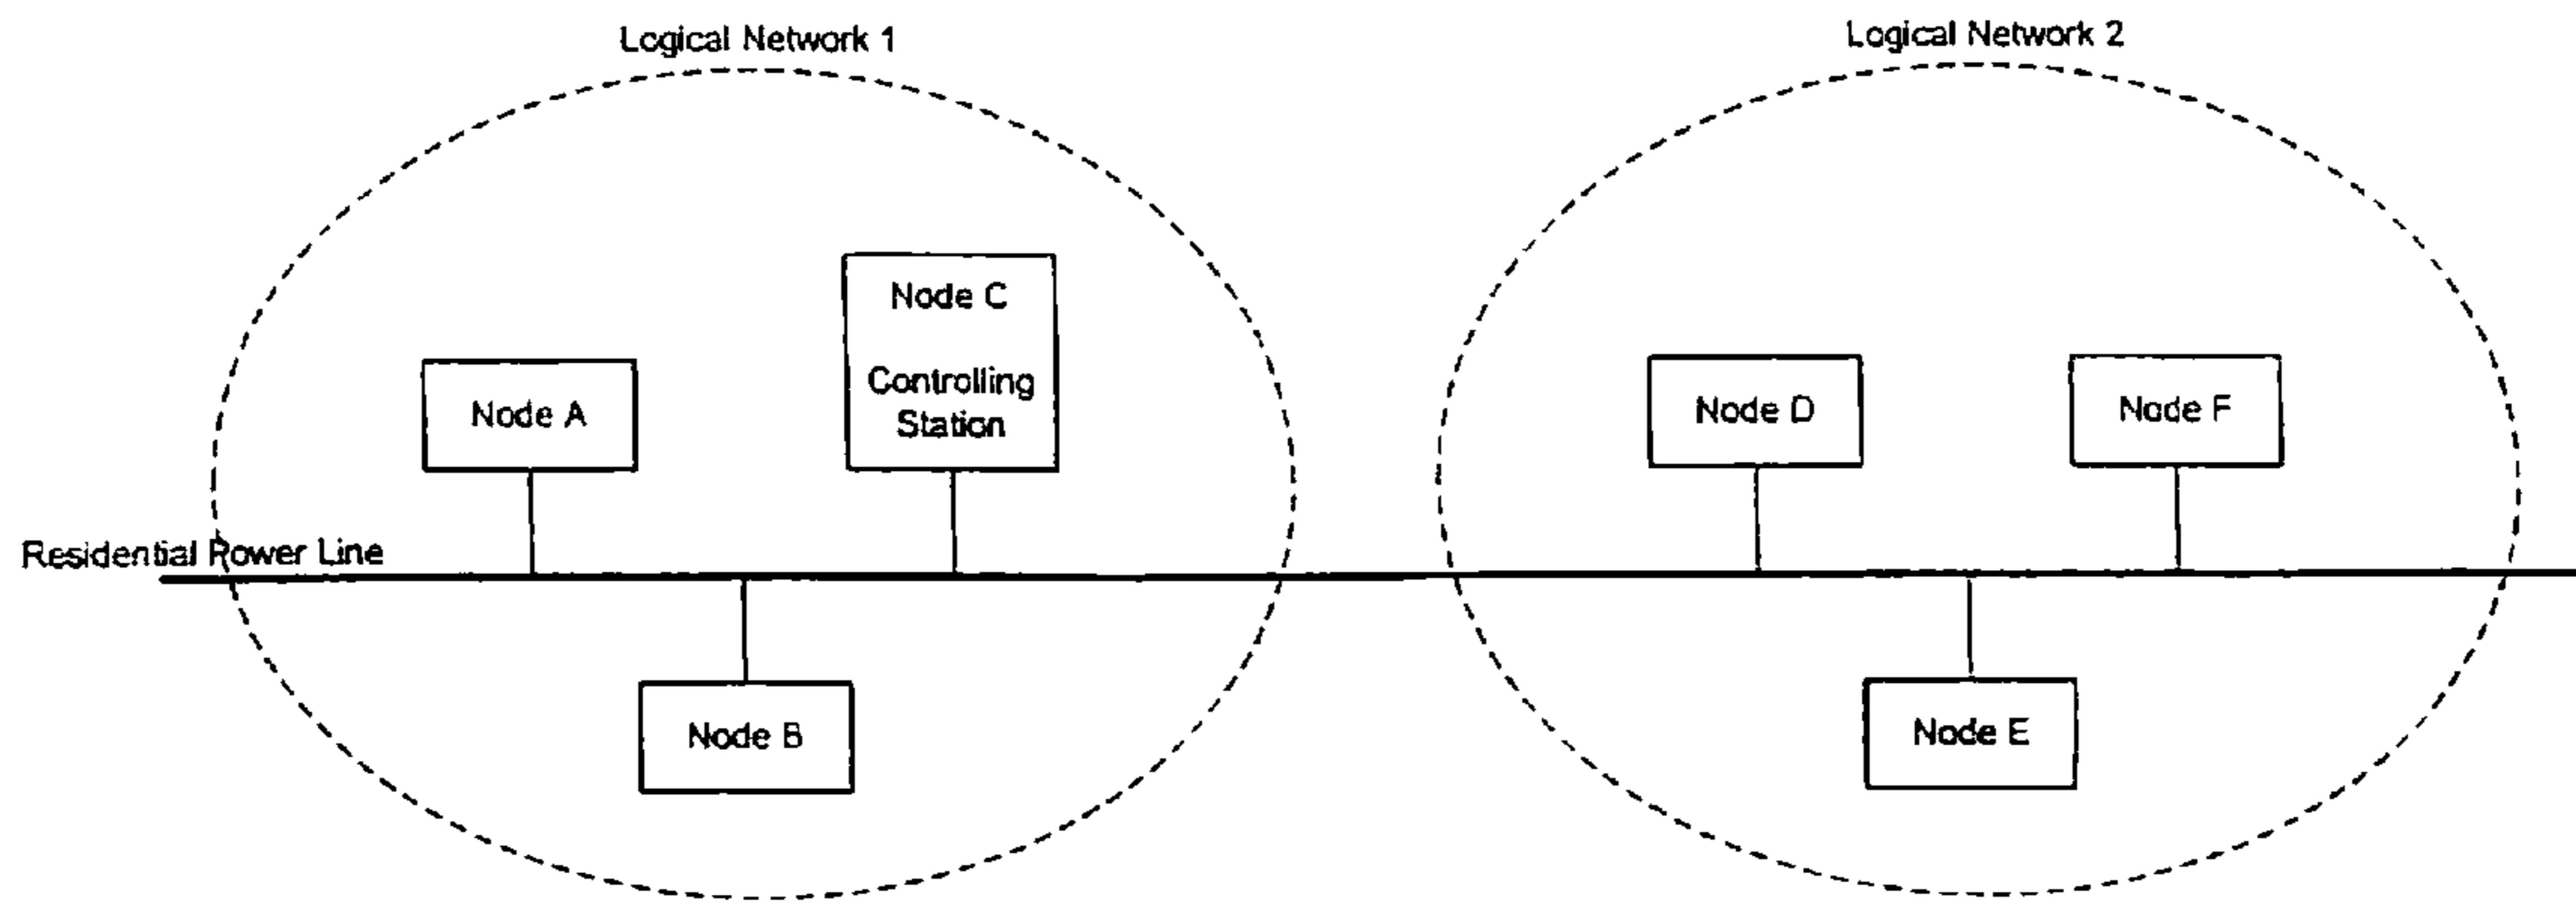 Logical Network 1
Logical Network 2
Node C
Controlling
Station
Node A
Node D
Node F
Residential Power Line
Node B
Node E